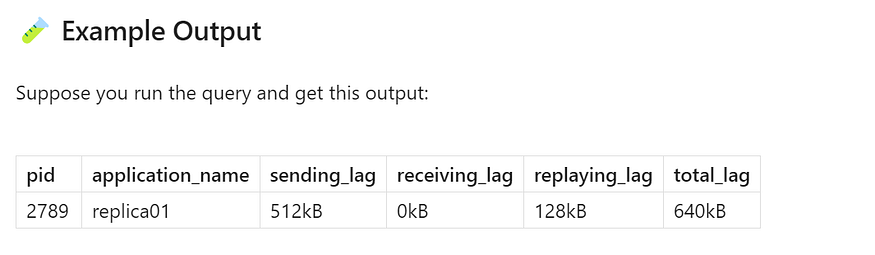 Example Output
Suppose you run the query and get this output:
pid application_name sending_lag receiving_lag replaying_lag total_lag
2789 replica01 512kB 0kB 128kB 640kB